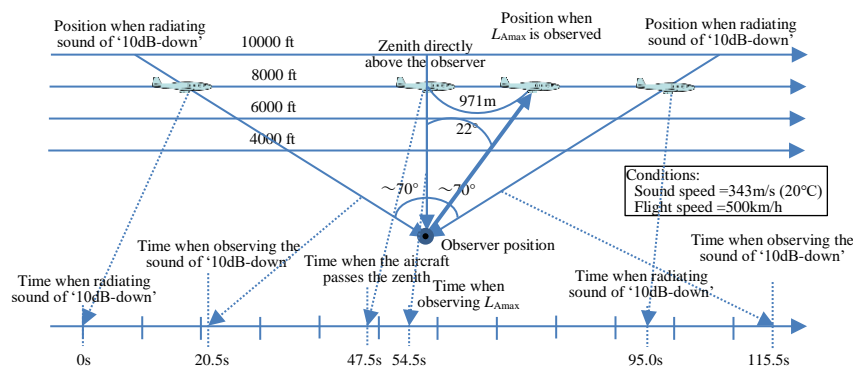 Position when radiating
sound of ‘10dB-down’
Position when
LAmax is observed
Position when radiating
sound of ‘10dB-down’
10000 ft
Zenith directly
above the observer
8000 ft
971m
6000 ft
22°
4000 ft
～70°
～70°
Conditions:
Sound speed =343m/s (20℃)
Flight speed =500km/h
Observer position
Time when observing the
sound of ‘10dB-down’
Time when the aircraft
passes the zenith
Time when observing the
sound of ‘10dB-down’
Time when radiating
sound of ‘10dB-down’
Time when
observing LAmax
Time when radiating
sound of ‘10dB-down’
0s
20.5s
47.5s
54.5s
95.0s
115.5s